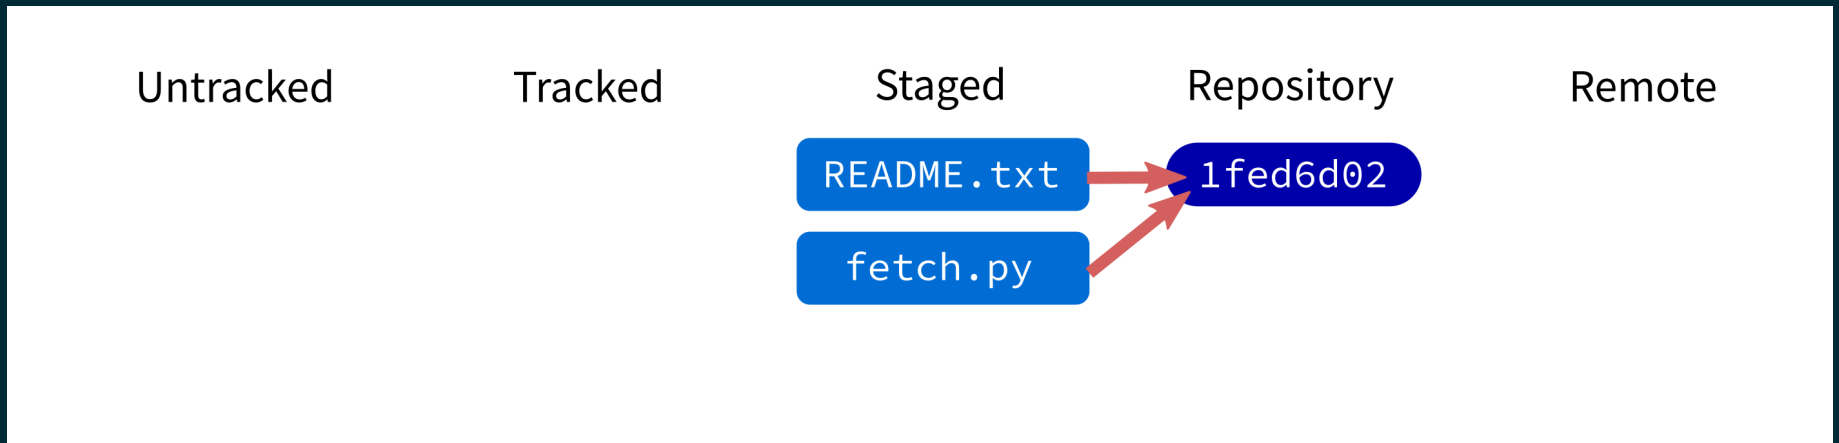 Untracked Tracked Staged Repository Remote
README.txt 1fed6d02
fetch.py